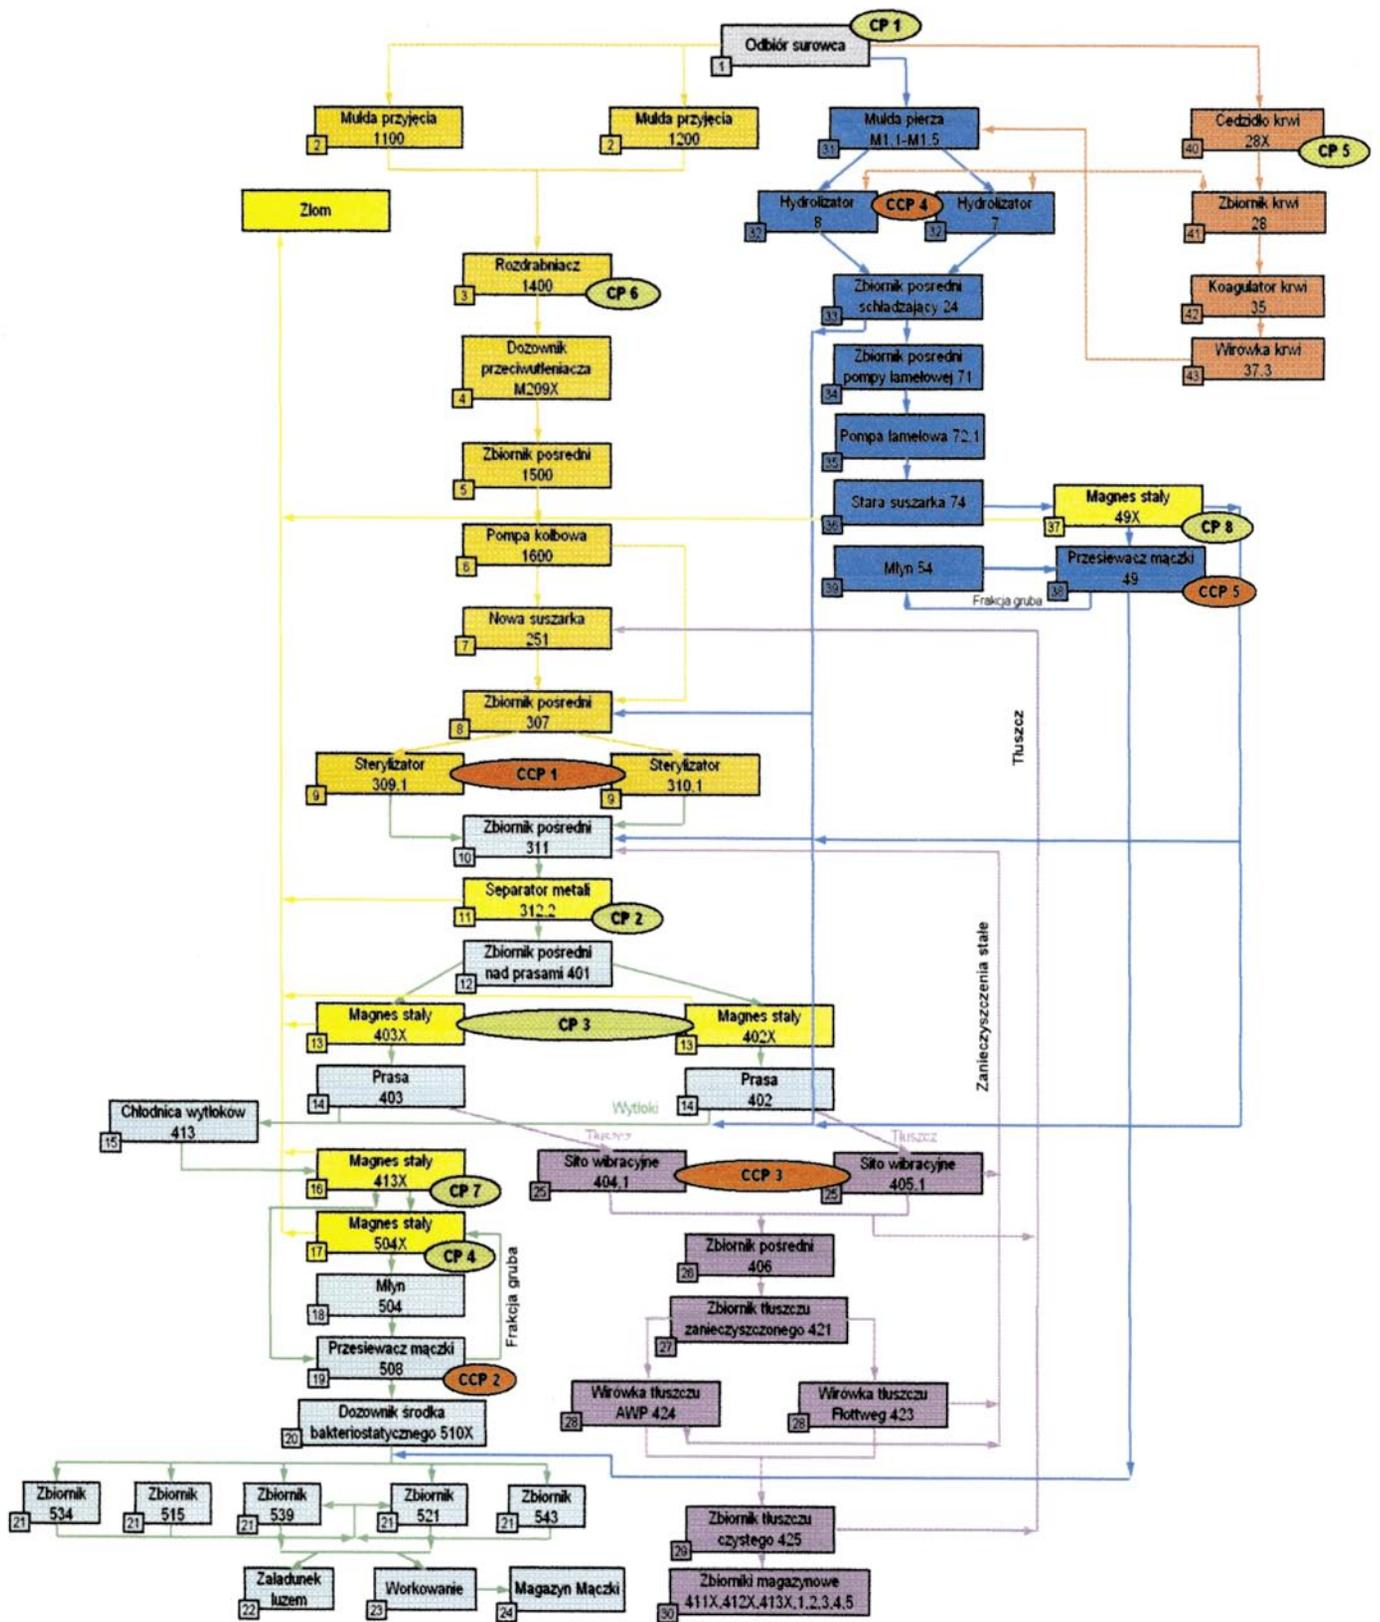 CP 1
Odbiór surowca
1
Mulda przyjęcia
1100
2
Mulda przyjęcia
1200
2
Mulda pierza
M1.1-M1.5
31
Cedzidło krwi
28X
40
CP 5
Złom
Hydrolizator
8
32
CCP 4
Hydrolizator
7
32
Zbiornik krwi
28
41
Rozdrabniacz
1400
3
CP 6
Zbiornik pośredni
schładzający 24
33
Koagulator krwi
35
42
Dozownik
przeciwutleniacza
M209X
4
Zbiornik pośredni
pompy lamelowej 71
34
Wirówka krwi
37.3
43
Zbiornik pośredni
1500
5
Pompa lamelowa 72.1
35
Stara suszarka 74
36
Magnes stały
49X
37
CP 8
Pompa kolbowa
1600
6
Młyn 54
39
Przesiewacz mączki
49
38
CCP 5
Frakcja gruba
Nowa suszarka
251
7
Zbiornik pośredni
307
8
Tłuszcz
Sterylizator
309.1
9
CCP 1
Sterylizator
310.1
9
Zbiornik pośredni
311
10
Separator metali
312.2
11
CP 2
Zbiornik pośredni
nad prasami 401
12
Zanieczyszczenia stałe
Magnes stały
403X
13
CP 3
Magnes stały
402X
13
Prasa
403
14
Prasa
402
14
Wytłoki
Chłodnica wytłoków
413
15
Tłuszcz
Tłuszcz
Magnes stały
413X
16
CP 7
Sito wibracyjne
404.1
25
CCP 3
Sito wibracyjne
405.1
25
Magnes stały
504X
17
CP 4
Frakcja gruba
Zbiornik pośredni
406
26
Młyn
504
18
Zbiornik tłuszczu
zanieczyszczonego 421
27
Przesiewacz mączki
508
19
CCP 2
Wirówka tłuszczu
AWP 424
28
Wirówka tłuszczu
Flottweg 423
28
Dozownik środka
bakteriostatycznego 510X
20
Zbiornik
534
21
Zbiornik
515
21
Zbiornik
539
21
Zbiornik
521
21
Zbiornik
543
21
Zbiornik tłuszczu
czystego 425
29
Załadunek
luzem
22
Workowanie
23
Magazyn Mączki
24
Zbiorniki magazynowe
411X,412X,413X,1,2,3,4,5
30